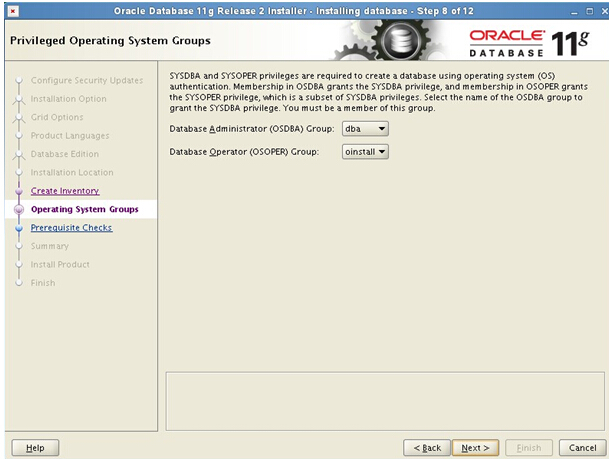 Oracle Database 11g Release 2 Installer - Installing database - Step 8 of 12
Privileged Operating System Groups
ORACLE
DATABASE
11g
Configure Security Updates
Installation Option
Grid Options
Product Languages
Database Edition
Installation Location
Create Inventory
Operating System Groups
Prerequisite Checks
Summary
Install Product
Finish
SYSDBA and SYSOPER privileges are required to create a database using operating system (OS)
authentication. Membership in OSDBA grants the SYSDBA privilege, and membership in OSOPER grants
the SYSOPER privilege, which is a subset of SYSDBA privileges. Select the name of the OSDBA group to
grant the SYSDBA privilege. You must be a member of this group.
Database Administrator (OSDBA) Group: dba
Database Operator (OSOPER) Group: oinstall
Help
< Back
Next >
Finish
Cancel